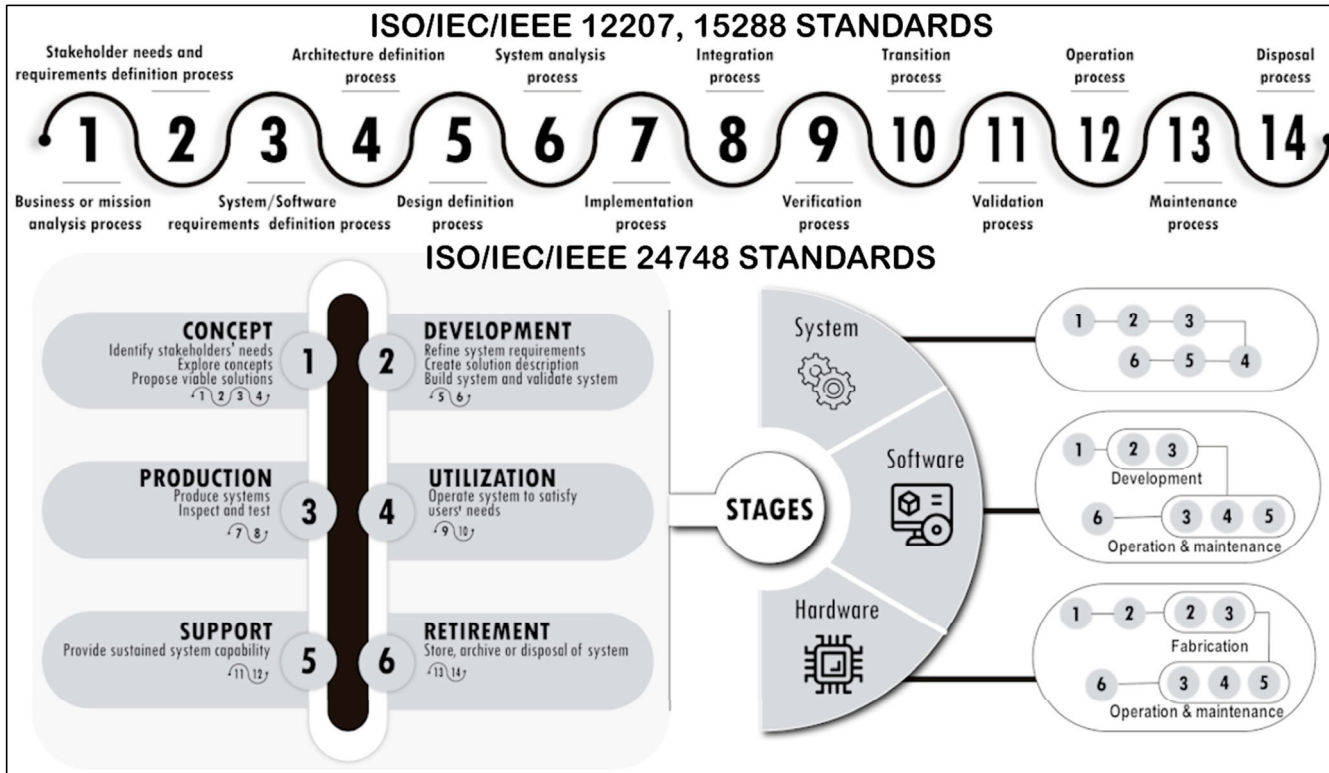 ISO/IEC/IEEE 12207, 15288 STANDARDS
Stakeholder needs and
requirements definition process
Architecture definition
process
System analysis
process
Integration
process
Transition
process
Operation
process
Disposal
process
1 2 3 4 5 6 7 8 9 10 11 12 13 14
Business or mission
analysis process
System/Software
requirements definition process
Design definition
process
Implementation
process
Verification
process
Validation
process
Maintenance
process
ISO/IEC/IEEE 24748 STANDARDS
CONCEPT
Identify stakeholders' needs
Explore concepts
Propose viable solutions
1 2 3 4
1
2
DEVELOPMENT
Refine system requirements
Create solution description
Build system and validate system
5 6
PRODUCTION
Produce systems
Inspect and test
7 8
3
4
UTILIZATION
Operate system to satisfy
users' needs
9 10
SUPPORT
Provide sustained system capability
11 12
5
6
RETIREMENT
Store, archive or disposal of system
13 14
STAGES
System
Software
Hardware
1 2 3
6 5 4
1 2 3
Development
6 3 4 5
Operation & maintenance
1 2 2 3
Fabrication
6 3 4 5
Operation & maintenance